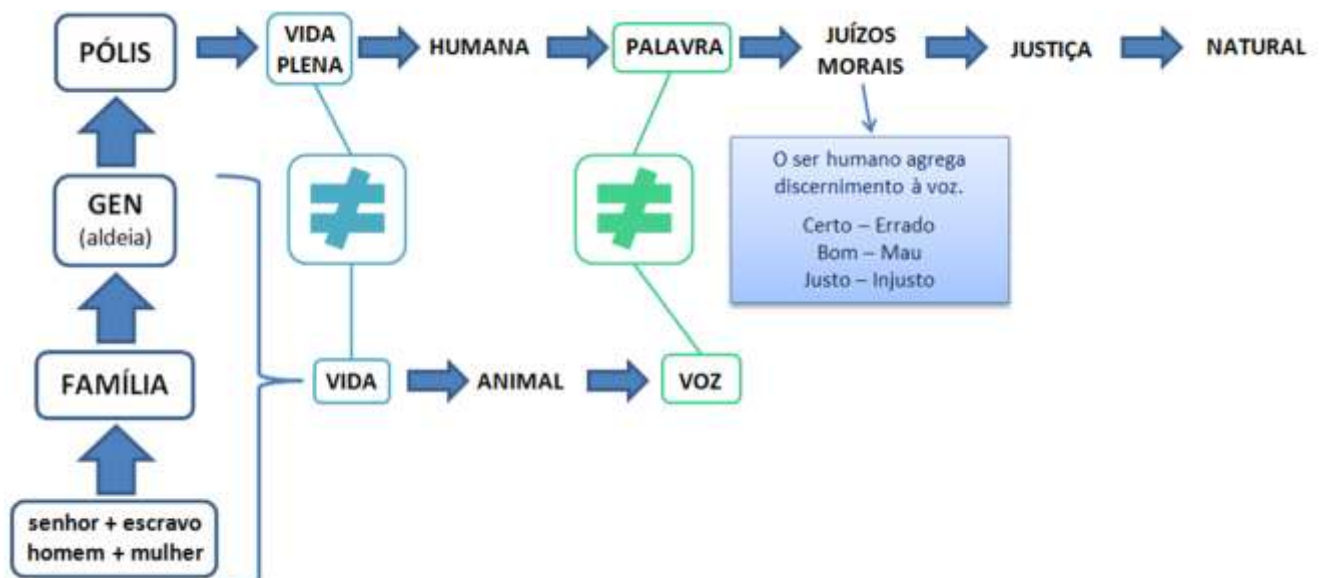 PÓLIS
VIDA
PLENA
HUMANA
PALAVRA
JUÍZOS
MORAIS
JUSTIÇA
NATURAL
GEN
(aldeia)
≠
≠
O ser humano agrega
discernimento à voz.
Certo – Errado
Bom – Mau
Justo – Injusto
FAMÍLIA
VIDA
ANIMAL
VOZ
senhor + escravo
homem + mulher